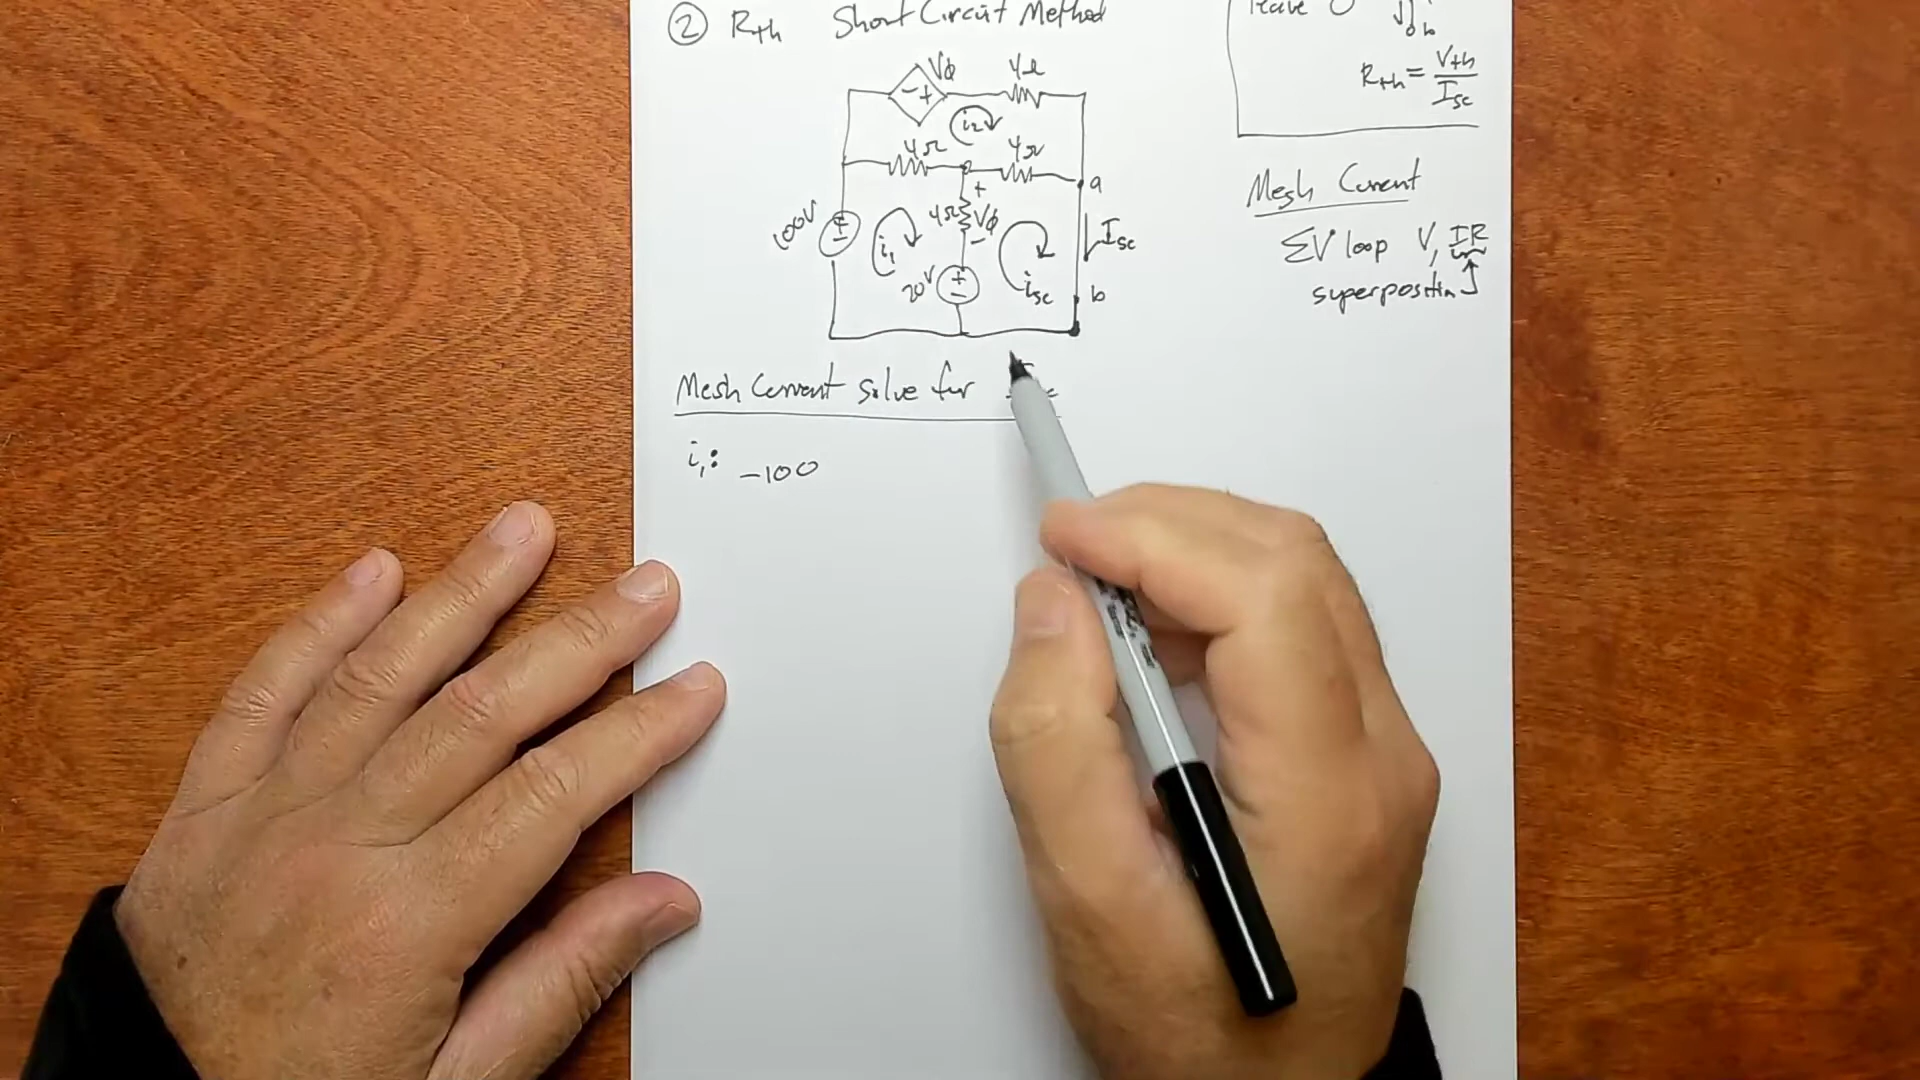 ② Rth Short Circuit Method
Vϕ 4Ω
- +
i2
4Ω 4Ω
a
+
100V + - i1 4Ω Vϕ isc Isc
-
20V + - b
Mesh Current solve for
i1: -100
Rth = Vth / Isc
Mesh Current
ΣV loop V, IR
superposition